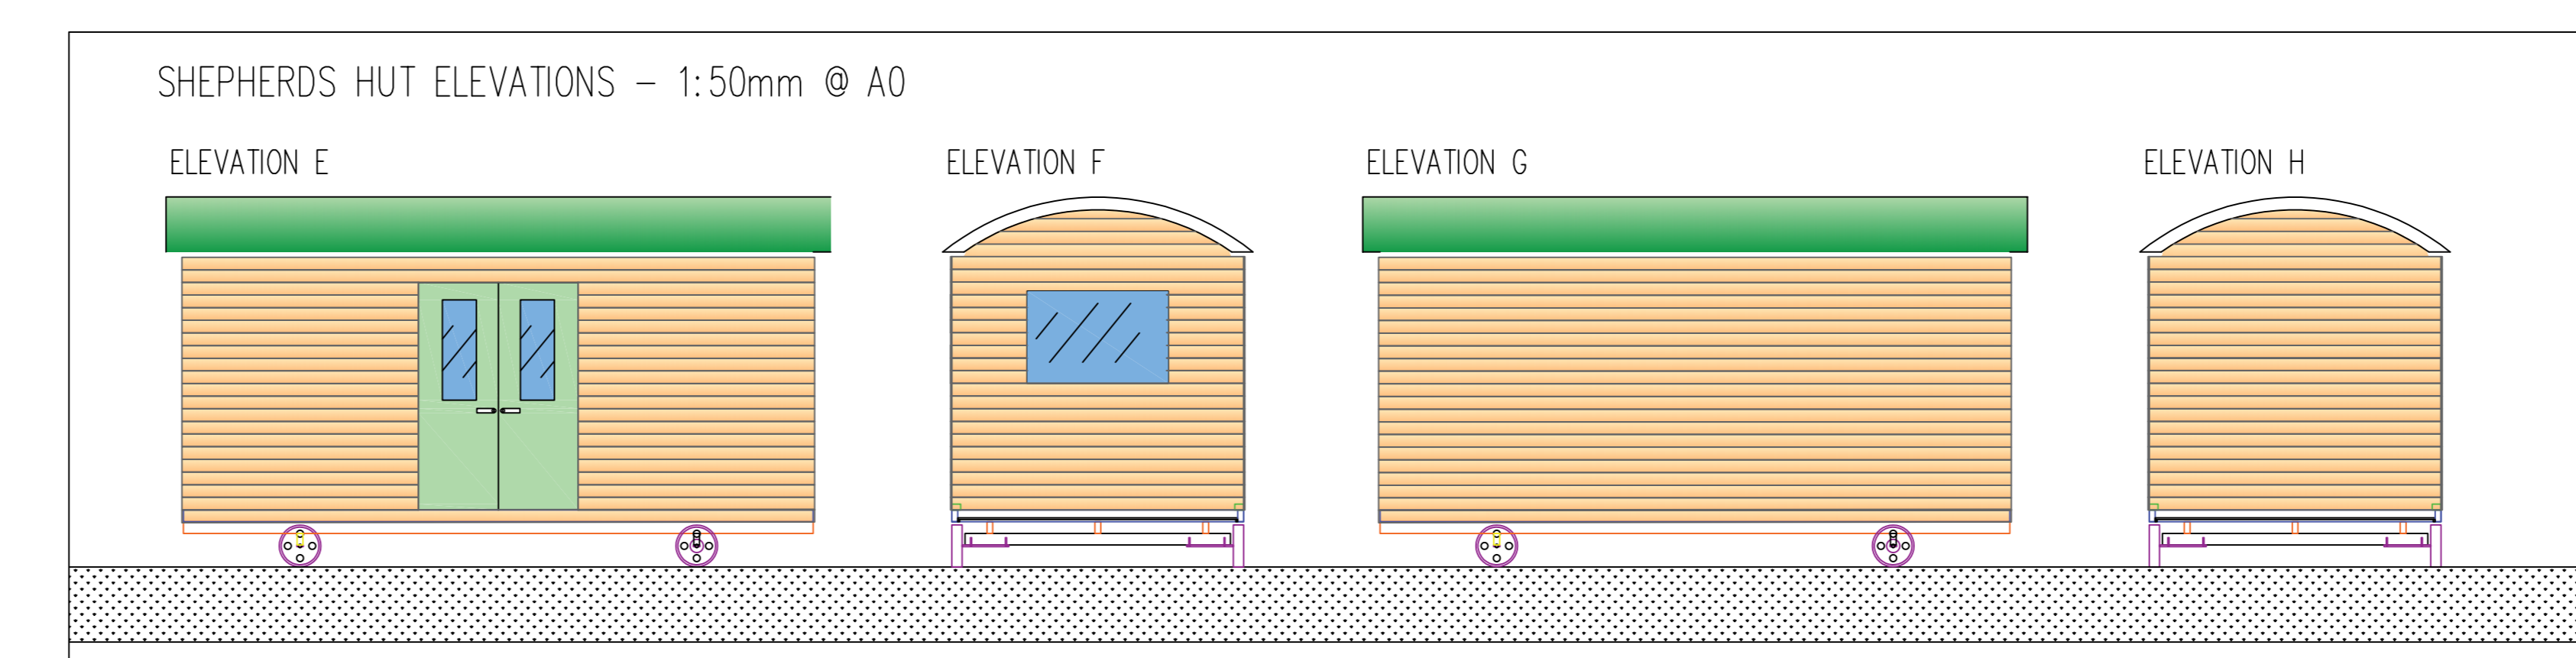 SHEPHERDS HUT ELEVATIONS – 1:50mm @ A0
ELEVATION E
ELEVATION F
ELEVATION G
ELEVATION H